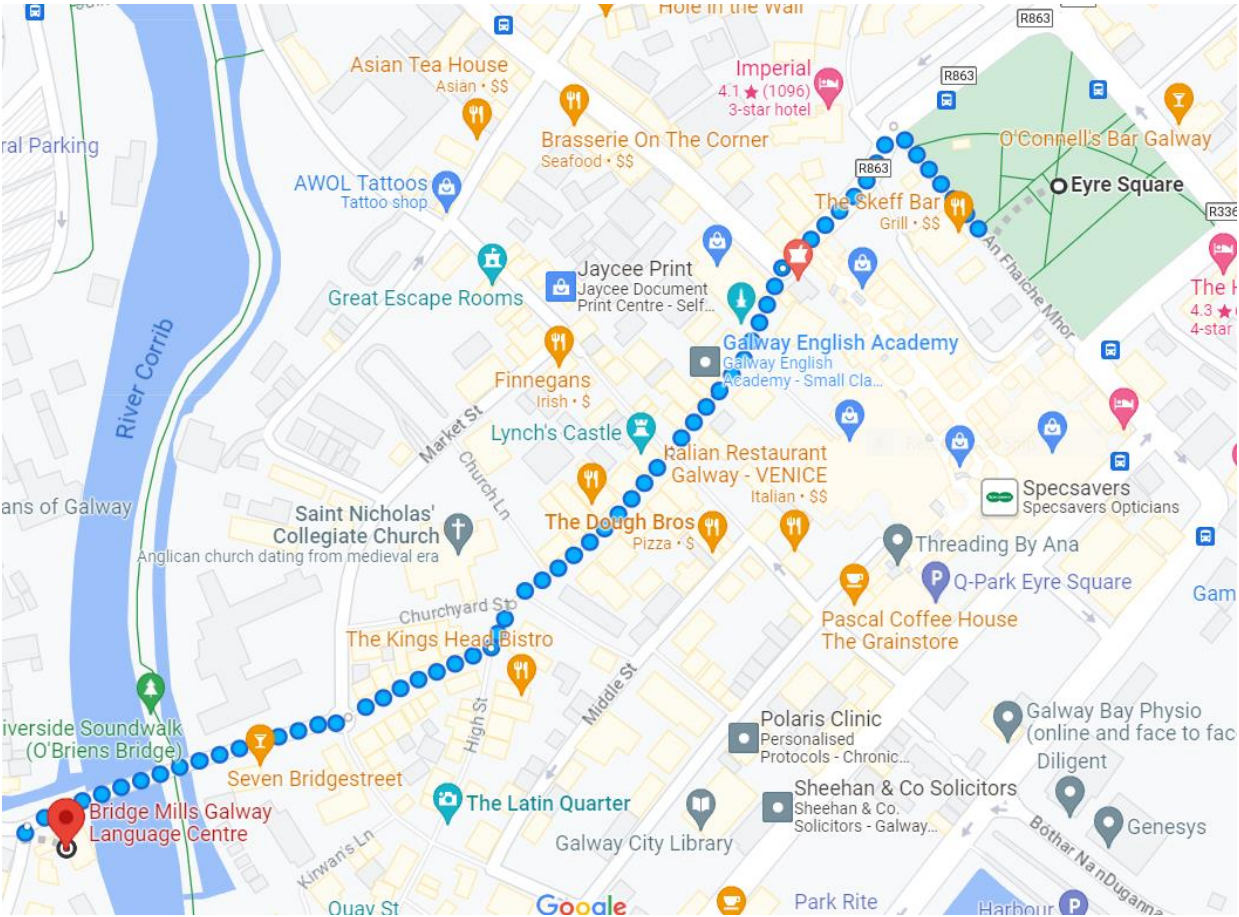 Hole in the Wall
R863
Asian Tea House
Asian • $$
Imperial
4.1 ★ (1096)
3-star hotel
R863
Brasserie On The Corner
Seafood • $$
O'Connell's Bar Galway
ral Parking
R863
AWOL Tattoos
Tattoo shop
Eyre Square
The Skeff Bar
Grill • $$
R336
An Fhaiche Mhor
Jaycee Print
Jaycee Document
Print Centre - Self...
Great Escape Rooms
The H
4.3 ★
4-star
River Corrib
Galway English Academy
Galway English
Academy - Small Cla...
Finnegans
Irish • $
Market St
Lynch's Castle
Church Ln
Italian Restaurant
Galway - VENICE
Italian • $$
Specsavers
Specsavers Opticians
ans of Galway
Saint Nicholas'
Collegiate Church
Anglican church dating from medieval era
The Dough Bros
Pizza • $
Threading By Ana
Q-Park Eyre Square
Gam
Churchyard St
Pascal Coffee House
The Grainstore
The Kings Head Bistro
Middle St
High St
iverside Soundwalk
(O'Briens Bridge)
Polaris Clinic
Personalised
Protocols - Chronic...
Galway Bay Physio
(online and face to fac
Diligent
Seven Bridgestreet
Bridge Mills Galway
Language Centre
The Latin Quarter
Sheehan & Co Solicitors
Sheehan & Co.
Solicitors - Galway...
Genesys
Galway City Library
Bóthar Na nDuganna
Kirwan's Ln
Quay St
Google
Park Rite
Harbour